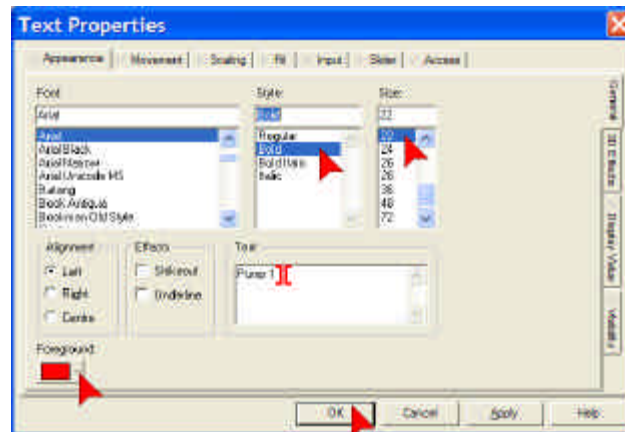 Text Properties
Appearance Movement Scaling Fill Input Slider Access
Font Style: Size:
Arial Bold 22
Arial Regular 22
Arial Black Bold 24
Arial Narrow Bold Italic 26
Arial Unicode MS Italic 28
Batang 36
Book Antiqua 48
Bookman Old Style 72
Alignment Effects Text
Left Strikeout Pump 1
Right Underline
Centre
Foreground:
OK Cancel Apply Help
General
3D Effects
Display Value
Visibility